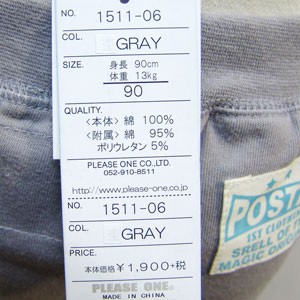 NO. 1511-06
COL. GRAY
SIZE. 身長 90cm
体重 13kg
90
QUALITY.
<本体> 綿 100%
<附属> 綿 95%
ポリウレタン 5%
PLEASE ONE CO.,LTD.
052-910-8511
http://www.please-one.co.jp/
NO. 1511-06
COL. GRAY
PRICE.
本体価格 ¥1,900+税
PLEASE ONE.
MADE IN CHINA
POST
1ST
MAGIC